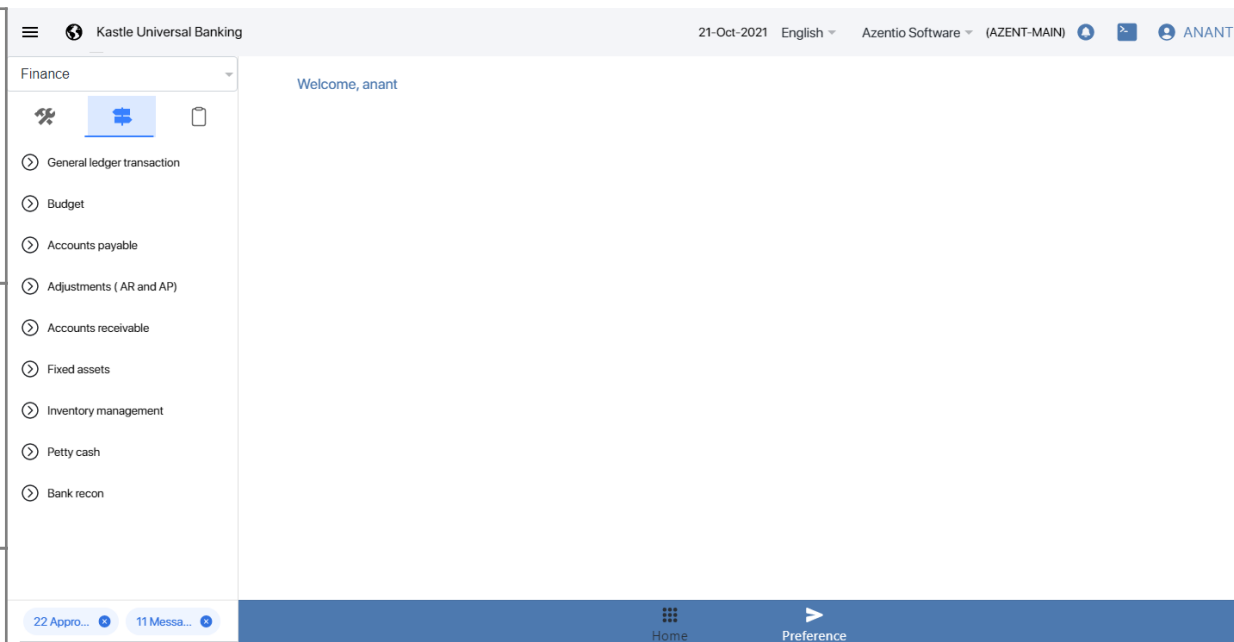 Kastle Universal Banking
21-Oct-2021 English Azentio Software (AZENT-MAIN) ANANT
Finance
Welcome, anant
General ledger transaction
Budget
Accounts payable
Adjustments ( AR and AP)
Accounts receivable
Fixed assets
Inventory management
Petty cash
Bank recon
22 Appro... 11 Messa...
Home Preference